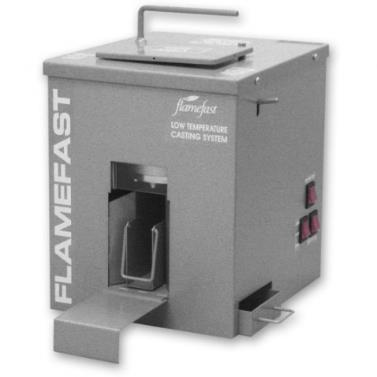 flamefast
LOW TEMPERATURE
CASTING SYSTEM
FLAMEFAST